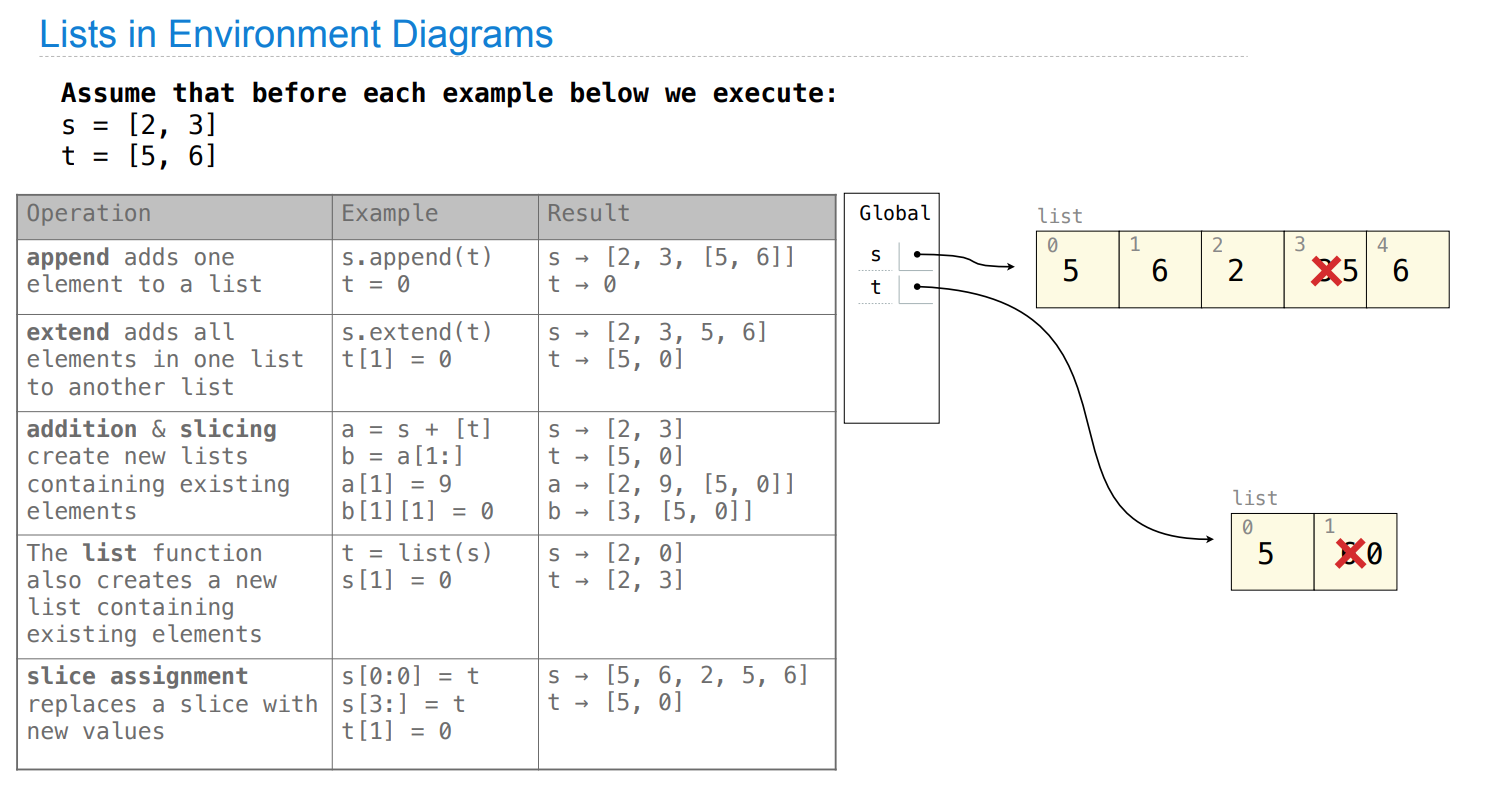 Lists in Environment Diagrams
Assume that before each example below we execute:
s = [2, 3]
t = [5, 6]
Operation
Example
Result
append adds one
element to a list
s.append(t)
t = 0
s → [2, 3, [5, 6]]
t → 0
extend adds all
elements in one list
to another list
s.extend(t)
t[1] = 0
s → [2, 3, 5, 6]
t → [5, 0]
addition & slicing
create new lists
containing existing
elements
a = s + [t]
b = a[1:]
a[1] = 9
b[1][1] = 0
s → [2, 3]
t → [5, 0]
a → [2, 9, [5, 0]]
b → [3, [5, 0]]
The list function
also creates a new
list containing
existing elements
t = list(s)
s[1] = 0
s → [2, 0]
t → [2, 3]
slice assignment
replaces a slice with
new values
s[0:0] = t
s[3:] = t
t[1] = 0
s → [5, 6, 2, 5, 6]
t → [5, 0]
Global
s
t
list
0 1 2 3 4
5 6 2 3 5 6
list
0 1
5 6 0